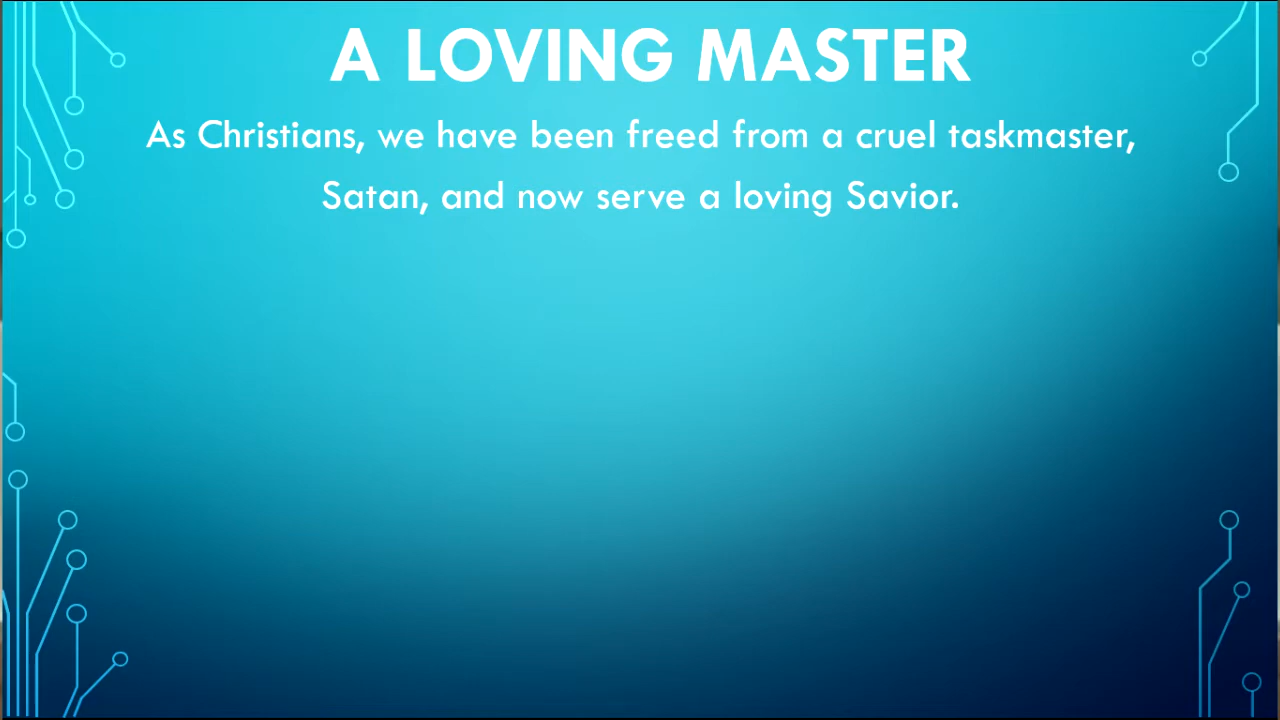 A LOVING MASTER
As Christians, we have been freed from a cruel taskmaster,
Satan, and now serve a loving Savior.